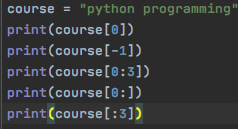 course = "python programming"
print(course[0])
print(course[-1])
print(course[0:3])
print(course[0:])
print(course[:3])